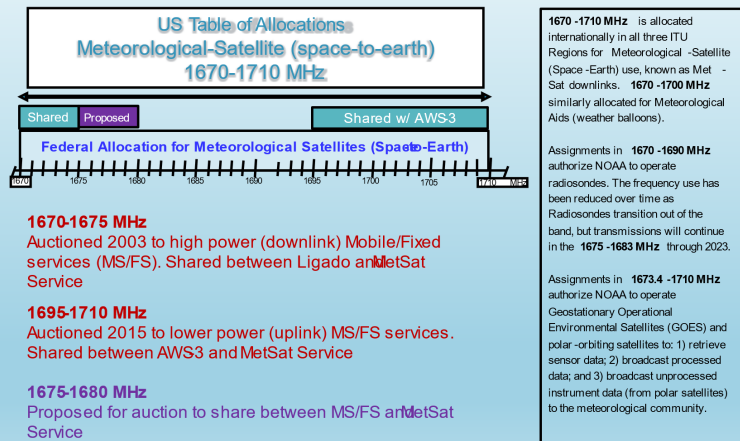 US Table of Allocations
Meteorological-Satellite (space-to-earth)
1670-1710 MHz
Shared
Proposed
Shared w/ AWS-3
Federal Allocation for Meteorological Satellites (Space-to-Earth)
1670
1675
1680
1685
1690
1695
1700
1705
1710 MHz
1670-1675 MHz
Auctioned 2003 to high power (downlink) Mobile/Fixed
services (MS/FS). Shared between Ligado and MetSat
Service
1695-1710 MHz
Auctioned 2015 to lower power (uplink) MS/FS services.
Shared between AWS-3 and MetSat Service
1675-1680 MHz
Proposed for auction to share between MS/FS and MetSat
Service
1670 -1710 MHz is allocated
internationally in all three ITU
Regions for Meteorological -Satellite
(Space -Earth) use, known as Met -
Sat downlinks. 1670 -1700 MHz
similarly allocated for Meteorological
Aids (weather balloons).
Assignments in 1670 -1690 MHz
authorize NOAA to operate
radiosondes. The frequency use has
been reduced over time as
Radiosondes transition out of the
band, but transmissions will continue
in the 1675 -1683 MHz through 2023.
Assignments in 1673.4 -1710 MHz
authorize NOAA to operate
Geostationary Operational
Environmental Satellites (GOES) and
polar -orbiting satellites to: 1) retrieve
sensor data; 2) broadcast processed
data; and 3) broadcast unprocessed
instrument data (from polar satellites)
to the meteorological community.